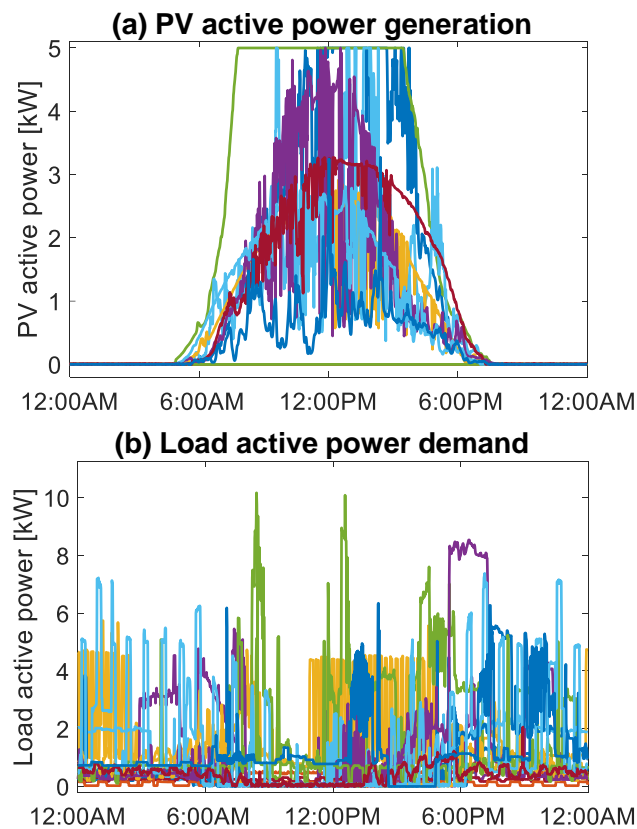 (a) PV active power generation
PV active power [kW]
5
4
3
2
1
0
12:00AM 6:00AM 12:00PM 6:00PM 12:00AM
(b) Load active power demand
Load active power [kW]
10
8
6
4
2
0
12:00AM 6:00AM 12:00PM 6:00PM 12:00AM